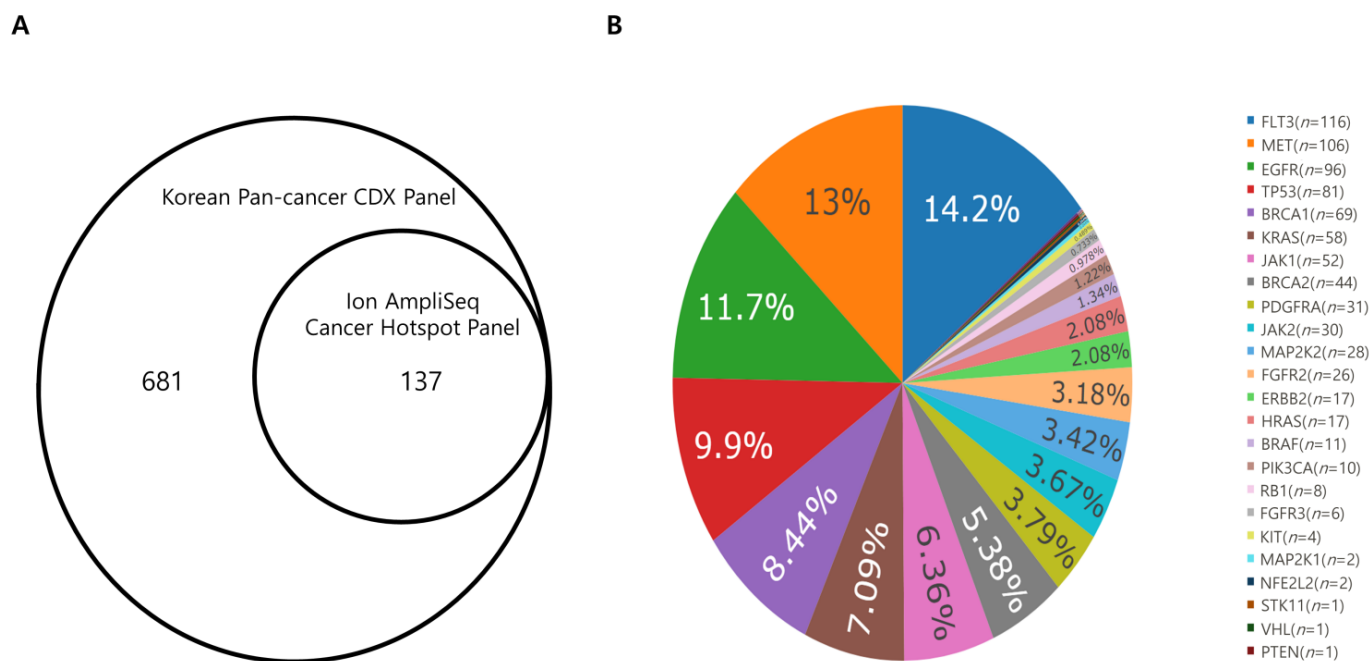 A
B
Korean Pan-cancer CDX Panel
Ion AmpliSeq
Cancer Hotspot Panel
681
137
14.2%
13%
11.7%
9.9%
8.44%
7.09%
6.36%
5.38%
3.79%
3.67%
3.42%
3.18%
2.08%
2.08%
1.34%
1.22%
0.978%
0.733%
0.489%
FLT3(n=116)
MET(n=106)
EGFR(n=96)
TP53(n=81)
BRCA1(n=69)
KRAS(n=58)
JAK1(n=52)
BRCA2(n=44)
PDGFRA(n=31)
JAK2(n=30)
MAP2K2(n=28)
FGFR2(n=26)
ERBB2(n=17)
HRAS(n=17)
BRAF(n=11)
PIK3CA(n=10)
RB1(n=8)
FGFR3(n=6)
KIT(n=4)
MAP2K1(n=2)
NFE2L2(n=2)
STK11(n=1)
VHL(n=1)
PTEN(n=1)